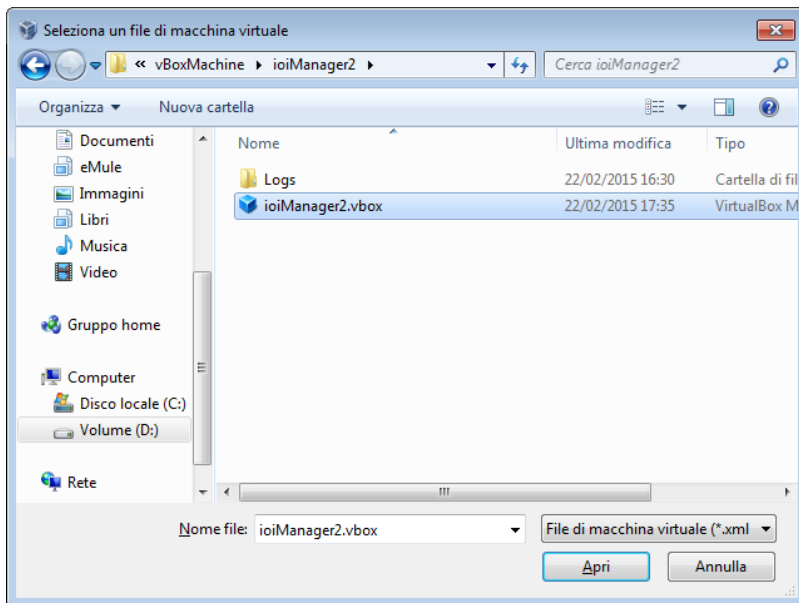 Seleziona un file di macchina virtuale
« vBoxMachine ioiManager2 Cerca ioiManager2
Organizza Nuova cartella
Documenti
eMule
Immagini
Libri
Musica
Video
Gruppo home
Computer
Disco locale (C:)
Volume (D:)
Rete
Nome Ultima modifica Tipo
Logs 22/02/2015 16:30 Cartella di fil
ioiManager2.vbox 22/02/2015 17:35 VirtualBox M
Nome file: ioiManager2.vbox File di macchina virtuale (*.xml
Apri Annulla